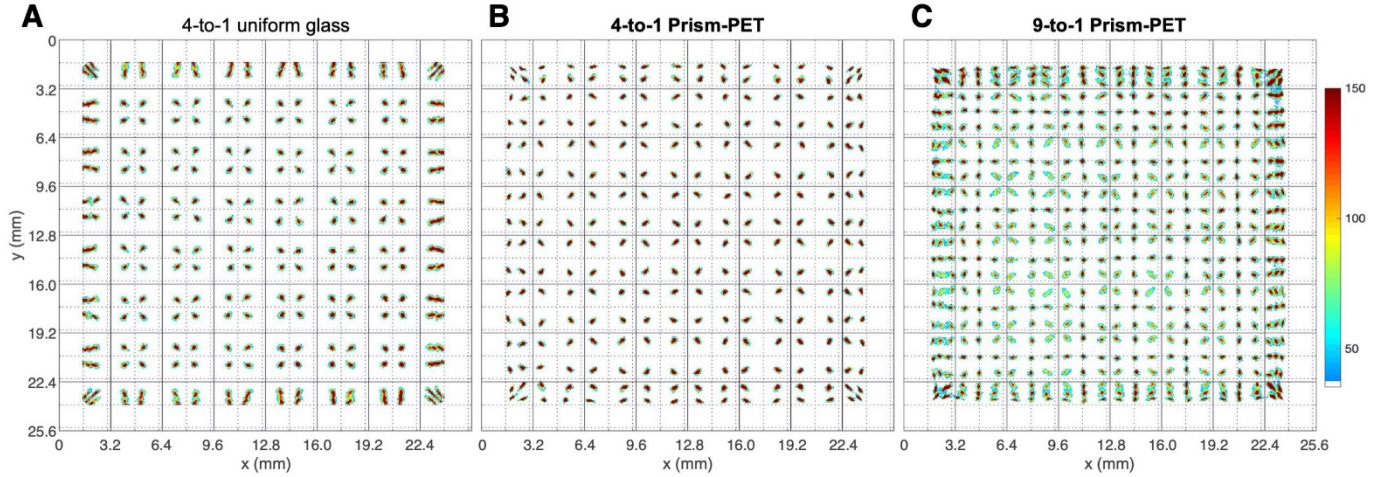 A 4-to-1 uniform glass
B 4-to-1 Prism-PET
C 9-to-1 Prism-PET
0
3.2
6.4
9.6
12.8
16.0
19.2
22.4
25.6
y (mm)
0 3.2 6.4 9.6 12.8 16.0 19.2 22.4
x (mm)
0 3.2 6.4 9.6 12.8 16.0 19.2 22.4
x (mm)
0 3.2 6.4 9.6 12.8 16.0 19.2 22.4 25.6
x (mm)
150
100
50